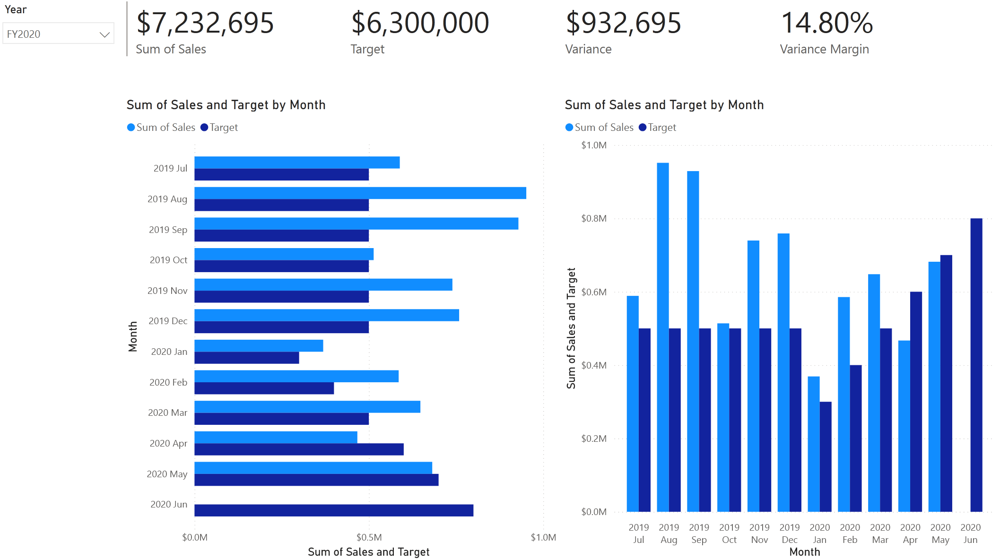 Year
FY2020
$7,232,695
Sum of Sales
$6,300,000
Target
$932,695
Variance
14.80%
Variance Margin
Sum of Sales and Target by Month
Sum of Sales Target
Month
2019 Jul
2019 Aug
2019 Sep
2019 Oct
2019 Nov
2019 Dec
2020 Jan
2020 Feb
2020 Mar
2020 Apr
2020 May
2020 Jun
$0.0M $0.5M $1.0M
Sum of Sales and Target
Sum of Sales and Target by Month
Sum of Sales Target
Sum of Sales and Target
$1.0M
$0.8M
$0.6M
$0.4M
$0.2M
$0.0M
2019 2019 2019 2019 2019 2019 2020 2020 2020 2020 2020 2020
Jul Aug Sep Oct Nov Dec Jan Feb Mar Apr May Jun
Month